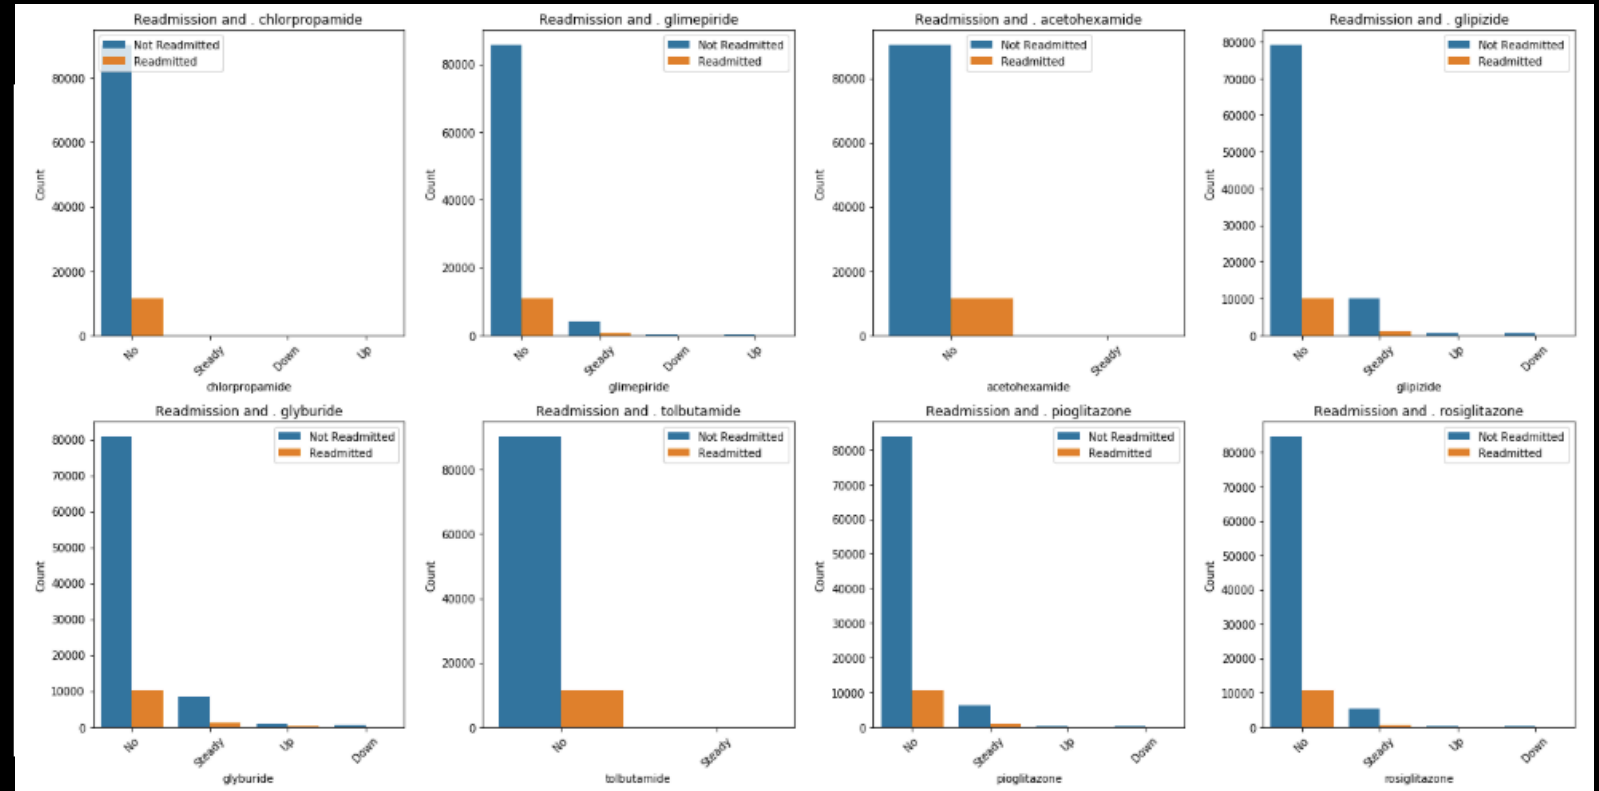 Readmission and . chlorpropamide
Not Readmitted
Readmitted
80000
60000
40000
20000
0
Count
No
Steady
Down
Up
chlorpropamide
Readmission and . glimepiride
Not Readmitted
Readmitted
80000
60000
40000
20000
0
Count
No
Steady
Down
Up
glimepiride
Readmission and . acetohexamide
Not Readmitted
Readmitted
80000
60000
40000
20000
0
Count
No
Steady
acetohexamide
Readmission and . glipizide
Not Readmitted
Readmitted
80000
70000
60000
50000
40000
30000
20000
10000
0
Count
No
Steady
Up
Down
glipizide
Readmission and . glyburide
Not Readmitted
Readmitted
80000
70000
60000
50000
40000
30000
20000
10000
0
Count
No
Steady
Up
Down
glyburide
Readmission and . tolbutamide
Not Readmitted
Readmitted
80000
60000
40000
20000
0
Count
No
Steady
tolbutamide
Readmission and . pioglitazone
Not Readmitted
Readmitted
80000
70000
60000
50000
40000
30000
20000
10000
0
Count
No
Steady
Up
Down
pioglitazone
Readmission and . rosiglitazone
Not Readmitted
Readmitted
80000
70000
60000
50000
40000
30000
20000
10000
0
Count
No
Steady
Up
Down
rosiglitazone